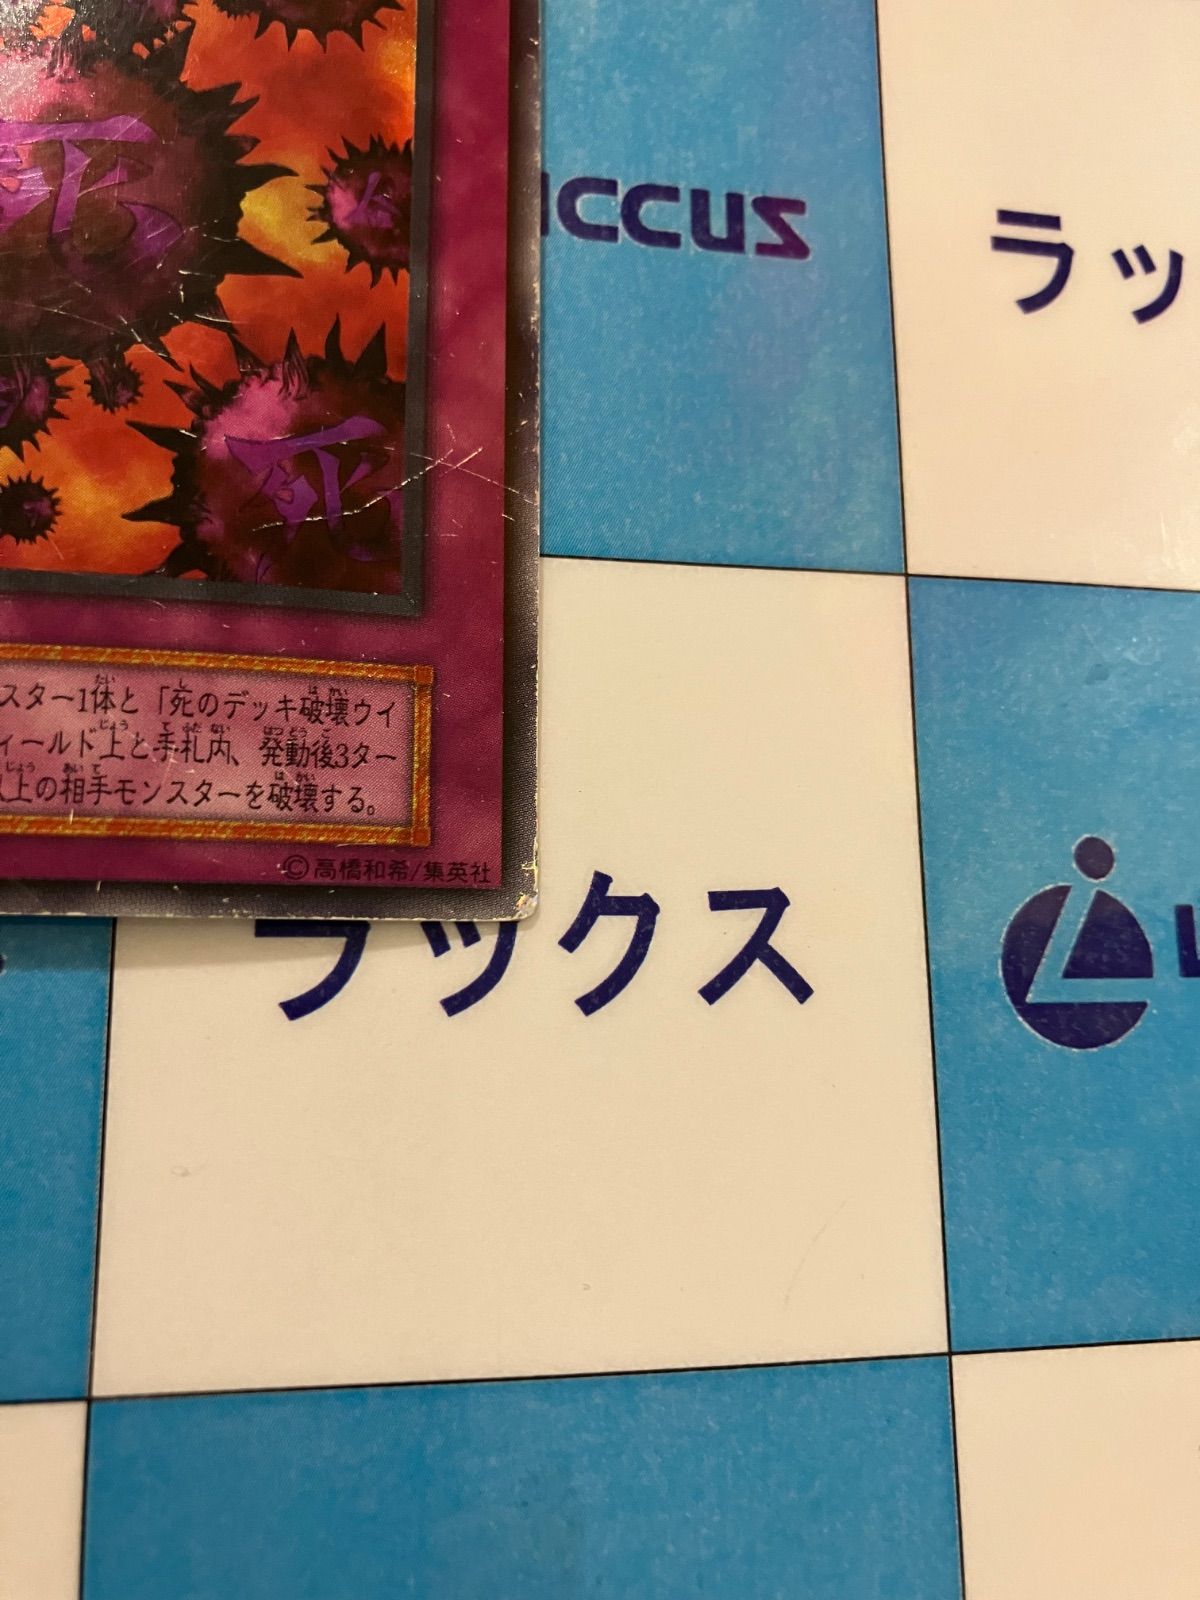 死
死
CCUS
ラッ
スター1体と「死のデッキ破壊ウイ
ィールド上と手札内、発動後3ター
以上の相手モンスターを破壊する。
©高橋和希/集英社
ラックス
L